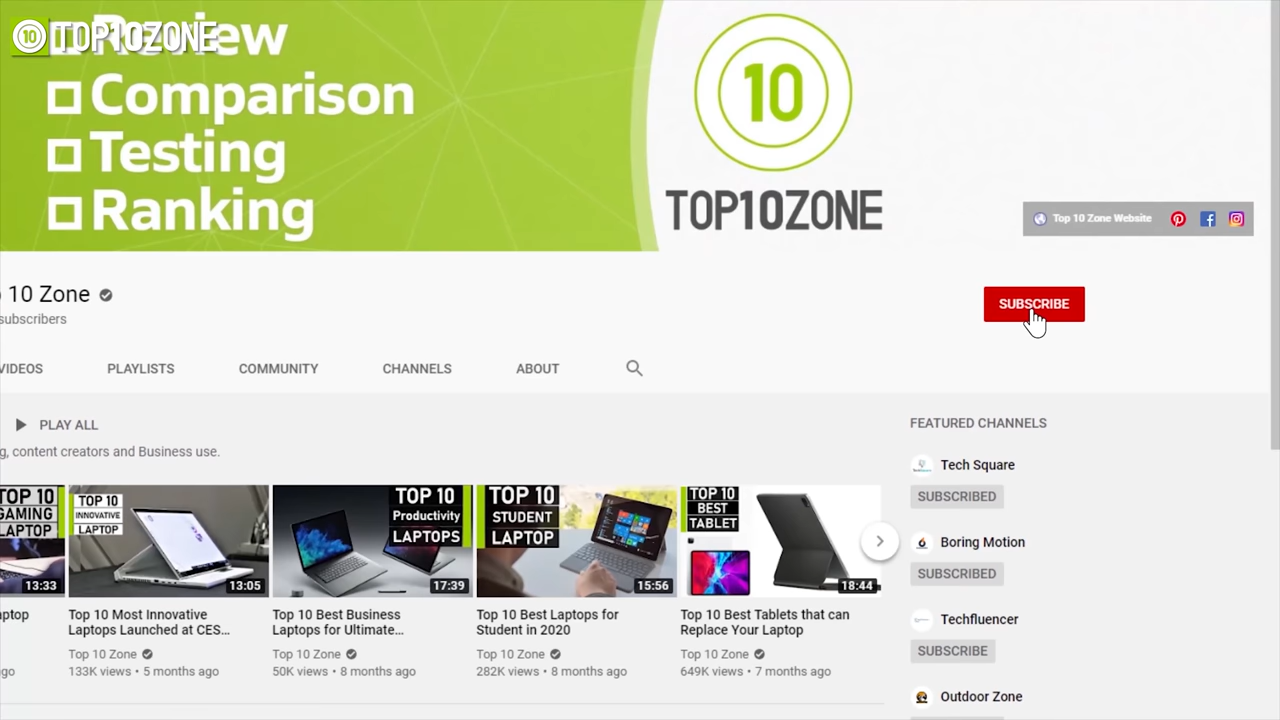 TOP10ZONE
Review
Comparison
Testing
Ranking
10
TOP10ZONE
Top 10 Zone Website
10 Zone
subscribers
SUBSCRIBE
VIDEOS
PLAYLISTS
COMMUNITY
CHANNELS
ABOUT
PLAY ALL
g, content creators and Business use.
FEATURED CHANNELS
Tech Square
SUBSCRIBED
Boring Motion
SUBSCRIBED
Techfluencer
SUBSCRIBE
Outdoor Zone
TOP 10
GAMING
LAPTOP
13:33
TOP 10
INNOVATIVE
LAPTOP
13:05
TOP 10
Productivity
LAPTOPS
17:39
TOP 10
STUDENT
LAPTOP
15:56
TOP 10
BEST
TABLET
18:44
aptop
ago
Top 10 Most Innovative
Laptops Launched at CES...
Top 10 Zone
133K views • 5 months ago
Top 10 Best Business
Laptops for Ultimate...
Top 10 Zone
50K views • 8 months ago
Top 10 Best Laptops for
Student in 2020
Top 10 Zone
282K views • 8 months ago
Top 10 Best Tablets that can
Replace Your Laptop
Top 10 Zone
649K views • 7 months ago